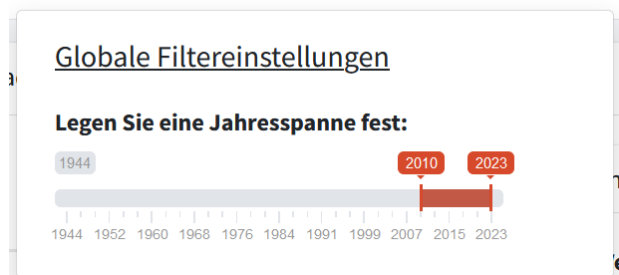 Globale Filtereinstellungen
Legen Sie eine Jahresspanne fest:
1944 2010 2023
1944 1952 1960 1968 1976 1984 1991 1999 2007 2015 2023